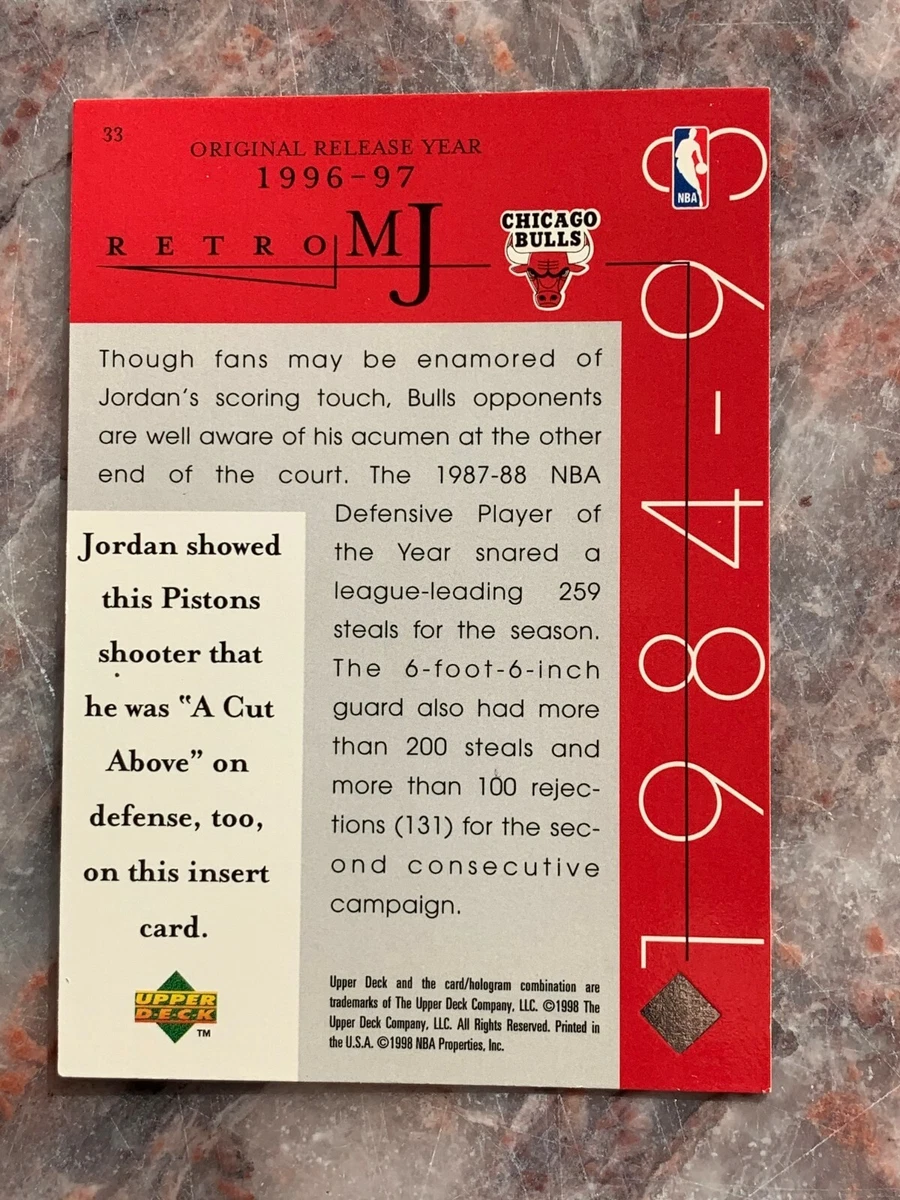 33
ORIGINAL RELEASE YEAR
1996-97
RETRO MJ
CHICAGO
BULLS
NBA
1984-93
Though fans may be enamored of
Jordan's scoring touch, Bulls opponents
are well aware of his acumen at the other
end of the court. The 1987-88 NBA
Defensive Player of
the Year snared a
league-leading 259
steals for the season.
The 6-foot-6-inch
guard also had more
than 200 steals and
more than 100 rejec-
tions (131) for the sec-
ond consecutive
campaign.
Jordan showed
this Pistons
shooter that
he was "A Cut
Above" on
defense, too,
on this insert
card.
UPPER
DECK
TM
Upper Deck and the card/hologram combination are
trademarks of The Upper Deck Company, LLC. ©1998 The
Upper Deck Company, LLC. All Rights Reserved. Printed in
the U.S.A. ©1998 NBA Properties, Inc.